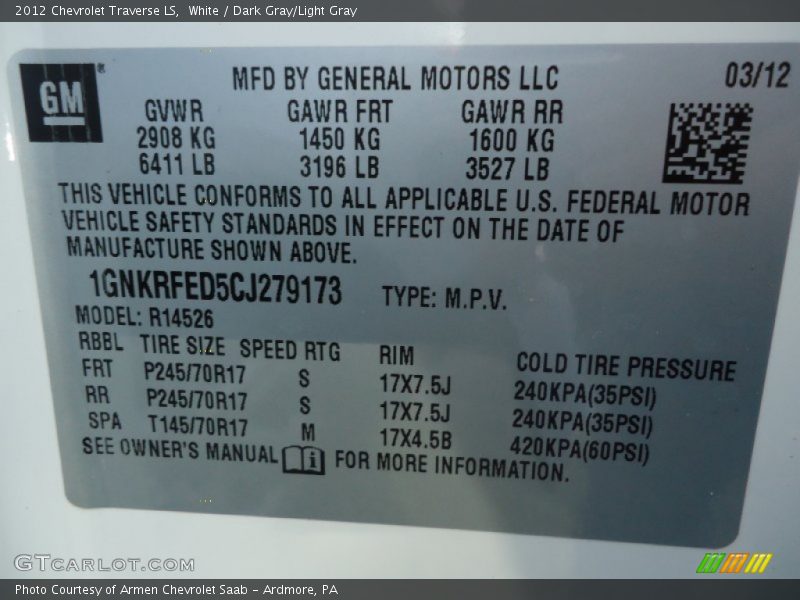 2012 Chevrolet Traverse LS,  White / Dark Gray/Light Gray
GM®
MFD BY GENERAL MOTORS LLC 03/12
GVWR GAWR FRT GAWR RR
2908 KG 1450 KG 1600 KG
6411 LB 3196 LB 3527 LB
THIS VEHICLE CONFORMS TO ALL APPLICABLE U.S. FEDERAL MOTOR
VEHICLE SAFETY STANDARDS IN EFFECT ON THE DATE OF
MANUFACTURE SHOWN ABOVE.
1GNKRFED5CJ279173 TYPE: M.P.V.
MODEL: R14526
RBBL TIRE SIZE SPEED RTG RIM COLD TIRE PRESSURE
FRT P245/70R17 S 17X7.5J 240KPA(35PSI)
RR P245/70R17 S 17X7.5J 240KPA(35PSI)
SPA T145/70R17 M 17X4.5B 420KPA(60PSI)
SEE OWNER'S MANUAL i FOR MORE INFORMATION.
GTCARLOT.COM
Photo Courtesy of Armen Chevrolet Saab - Ardmore, PA